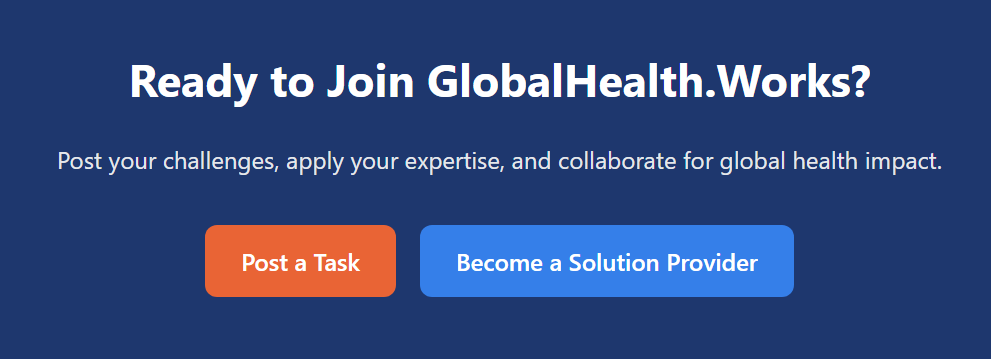 Ready to Join GlobalHealth.Works?
Post your challenges, apply your expertise, and collaborate for global health impact.
Post a Task
Become a Solution Provider